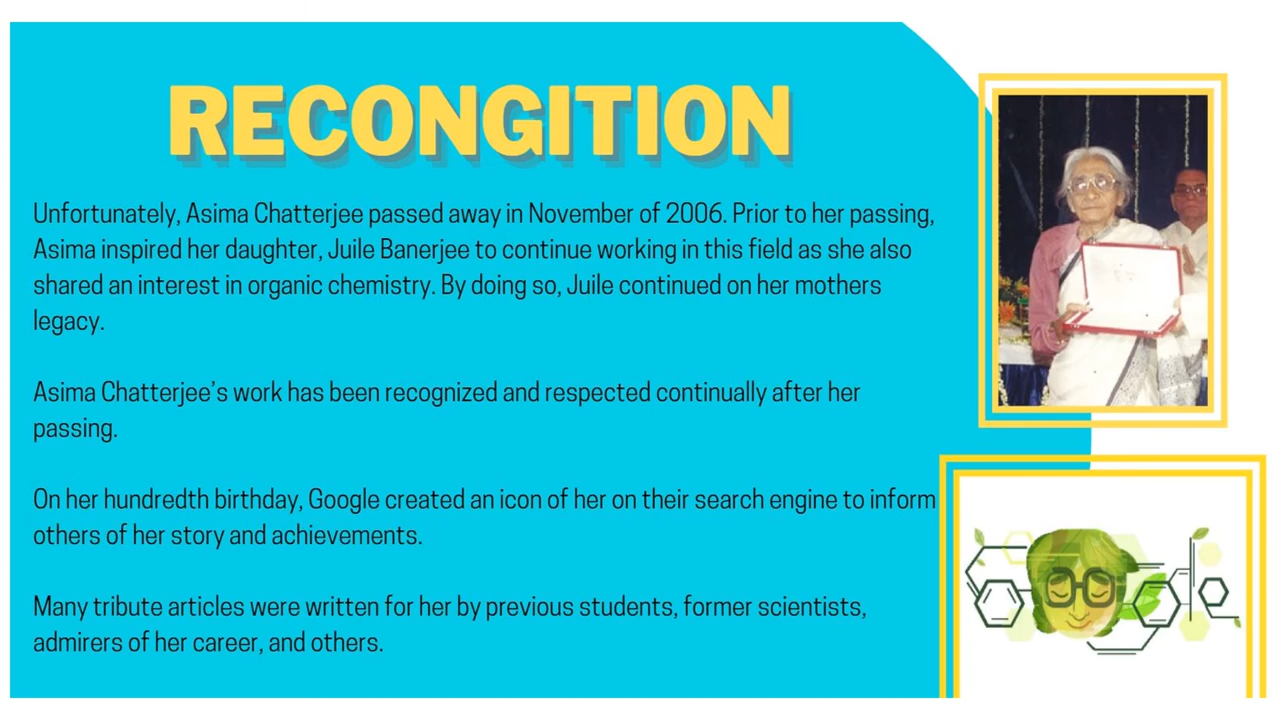 RECONGITION
Unfortunately, Asima Chatterjee passed away in November of 2006. Prior to her passing,
Asima inspired her daughter, Juile Banerjee to continue working in this field as she also
shared an interest in organic chemistry. By doing so, Juile continued on her mothers
legacy.
Asima Chatterjee's work has been recognized and respected continually after her
passing.
On her hundredth birthday, Google created an icon of her on their search engine to inform
others of her story and achievements.
Many tribute articles were written for her by previous students, former scientists,
admirers of her career, and others.